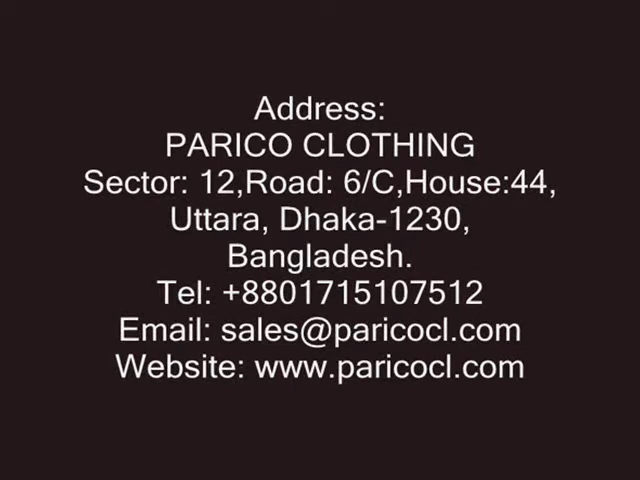 Address:
PARICO CLOTHING
Sector: 12,Road: 6/C,House:44,
Uttara, Dhaka-1230,
Bangladesh.
Tel: +8801715107512
Email: sales@paricocl.com
Website: www.paricocl.com